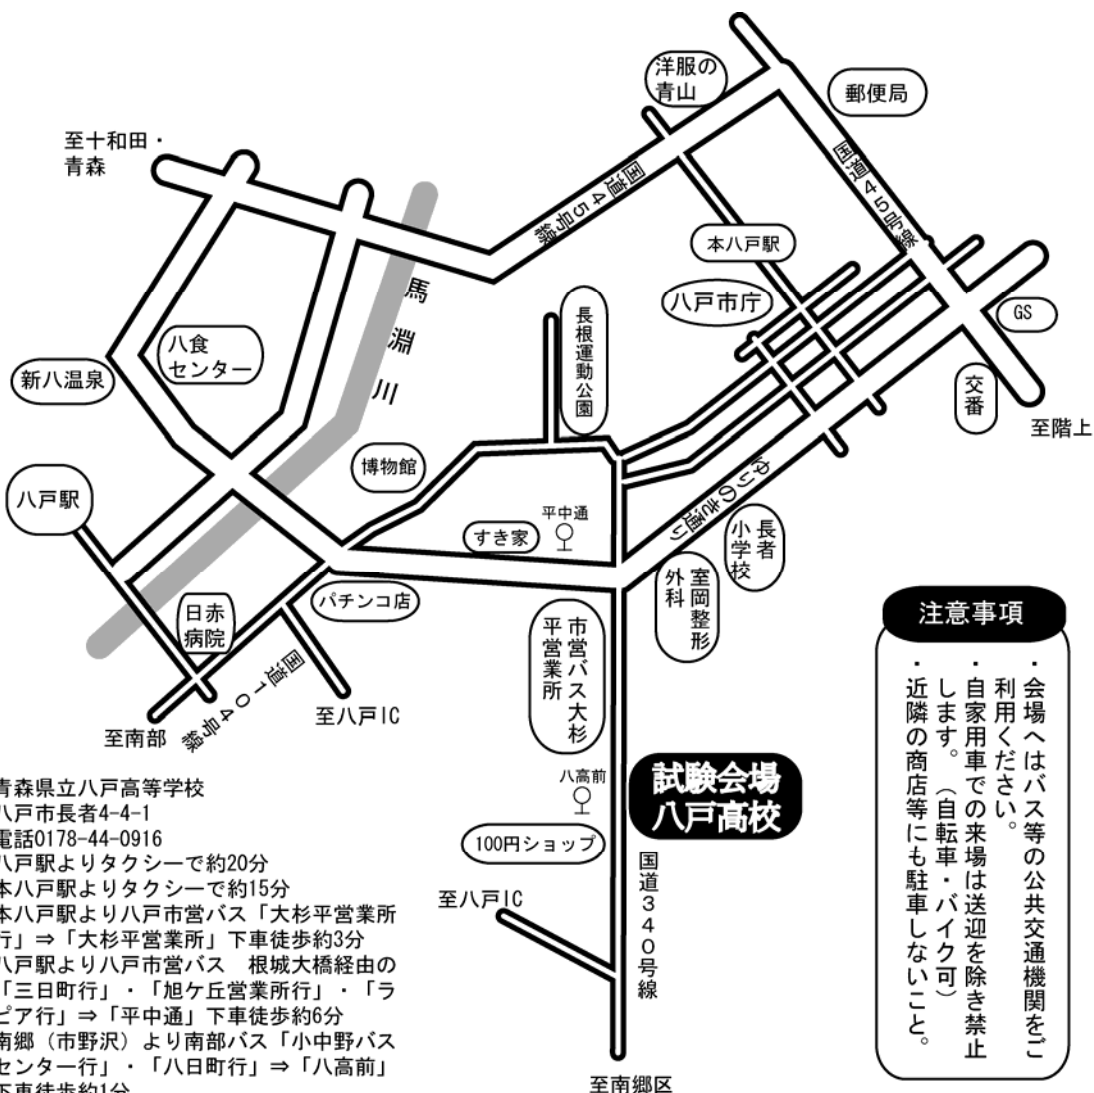 洋服の
青山
郵便局
至十和田・
青森
国道45号線
国道45号線
本八戸駅
馬淵川
八戸市庁
GS
長根運動公園
八食
センター
新八温泉
交番
至階上
博物館
八戸駅
ゆりのき通り
平中通
すき家
長者
小学校
室岡整形
外科
パチンコ店
日赤
病院
市営バス大杉
平営業所
国道104号線
至八戸IC
至南部
八高前
試験会場
八戸高校
100円ショップ
至八戸IC
国道340号線
至南郷区
青森県立八戸高等学校
八戸市長者4-4-1
電話0178-44-0916
八戸駅よりタクシーで約20分
本八戸駅よりタクシーで約15分
本八戸駅より八戸市営バス「大杉平営業所
行」⇒「大杉平営業所」下車徒歩約3分
八戸駅より八戸市営バス　根城大橋経由の
「三日町行」・「旭ケ丘営業所行」・「ラ
ピア行」⇒「平中通」下車徒歩約6分
南郷（市野沢）より南部バス「小中野バス
センター行」・「八日町行」⇒「八高前」
下車徒歩約1分
注意事項
・会場へはバス等の公共交通機関をご
利用ください。
・自家用車での来場は送迎を除き禁止
します。（自転車・バイク可）
・近隣の商店等にも駐車しないこと。